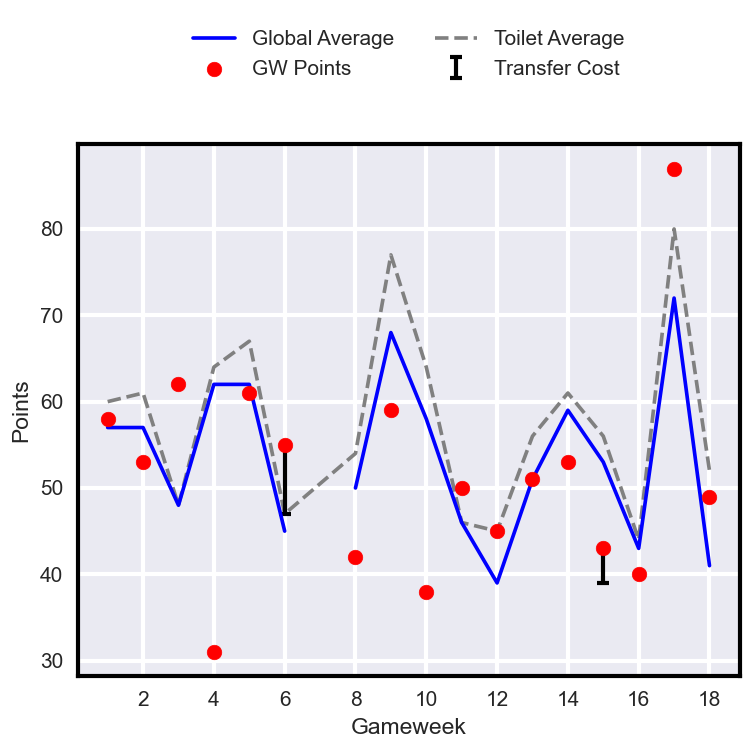 Global Average
Toilet Average
GW Points
Transfer Cost
80
70
60
50
40
30
Points
2 4 6 8 10 12 14 16 18
Gameweek